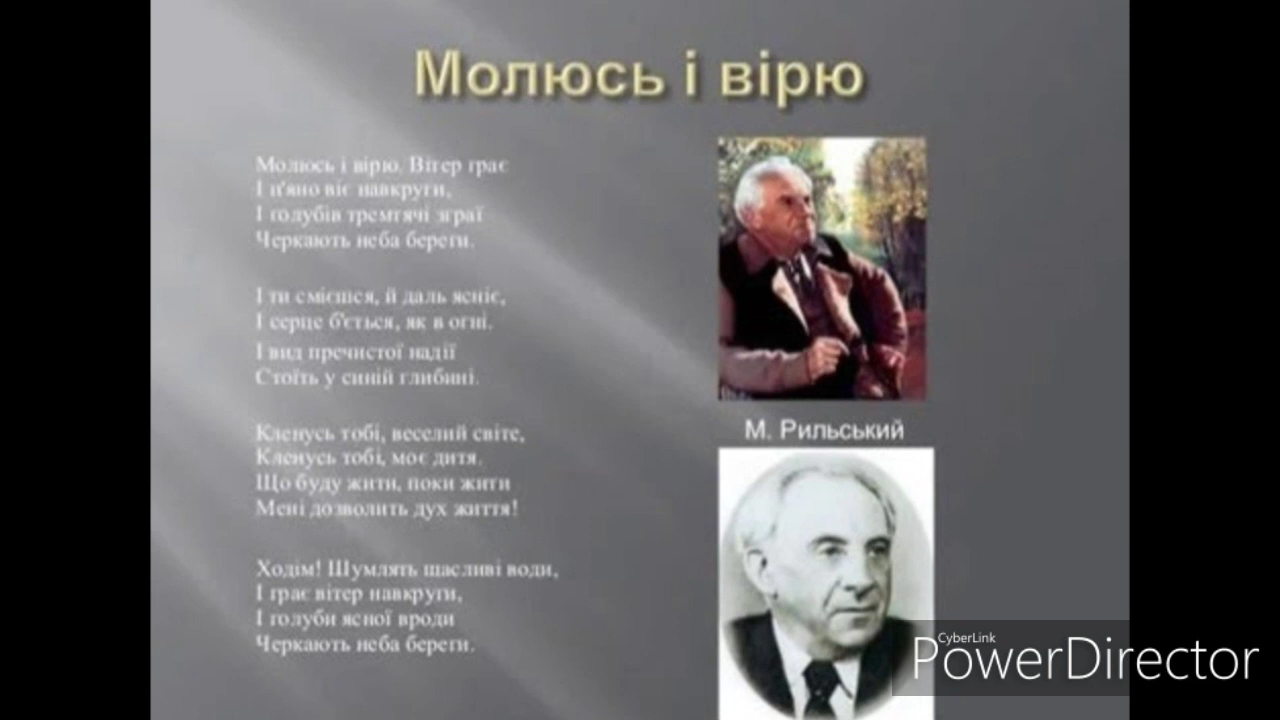 Молюсь і вірю
Молюсь і вірю. Вітер грає
І п'яно віє навкруги,
І голубів тремтячі зграї
Черкають неба береги.
І ти смієшся, й даль ясніє,
І серце б'ється, як в огні.
І вид пречистої надії
Стоїть у синій глибині.
Кленусь тобі, веселий світе,
Кленусь тобі, моє дитя.
Що буду жити, поки жити
Мені дозволить дух життя!
Ходім! Шумлять щасливі води,
І грає вітер навкруги,
І голуби ясної вроди
Черкають неба береги.
М. Рильський
CyberLink
PowerDirector